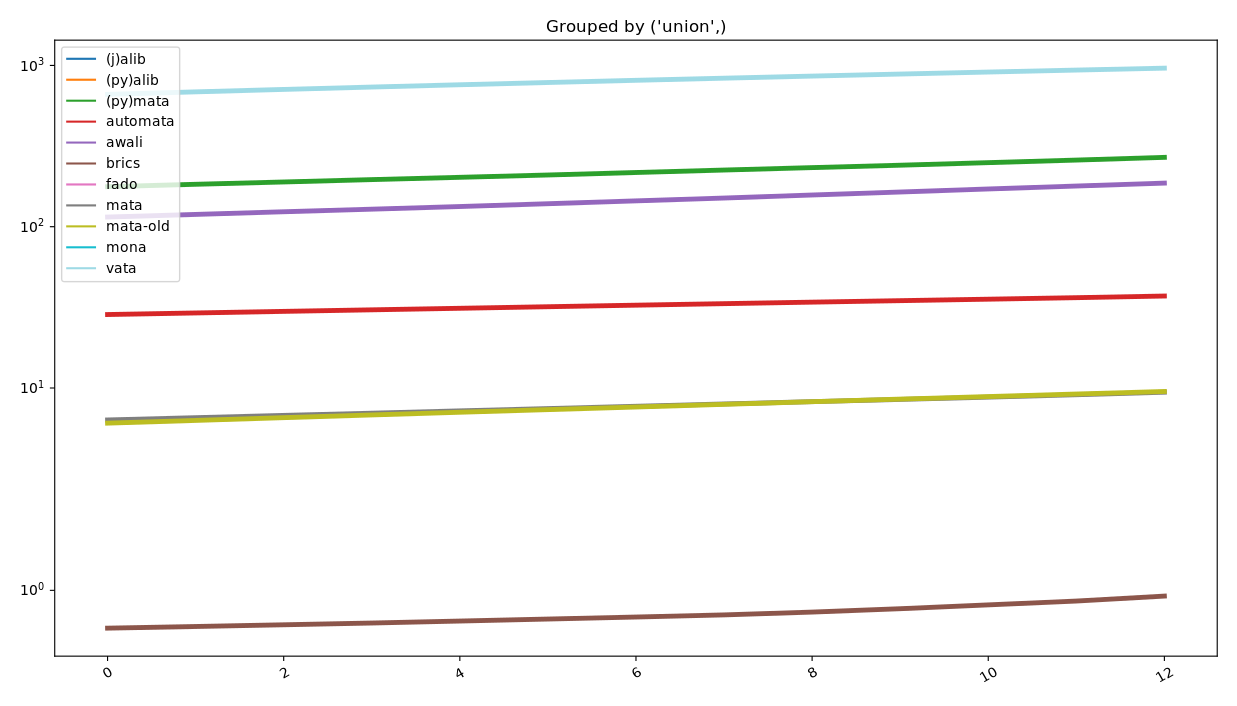 Grouped by ('union',)
10³
10²
10¹
10⁰
(j)alib
(py)alib
(py)mata
automata
awali
brics
fado
mata
mata-old
mona
vata
0 2 4 6 8 10 12